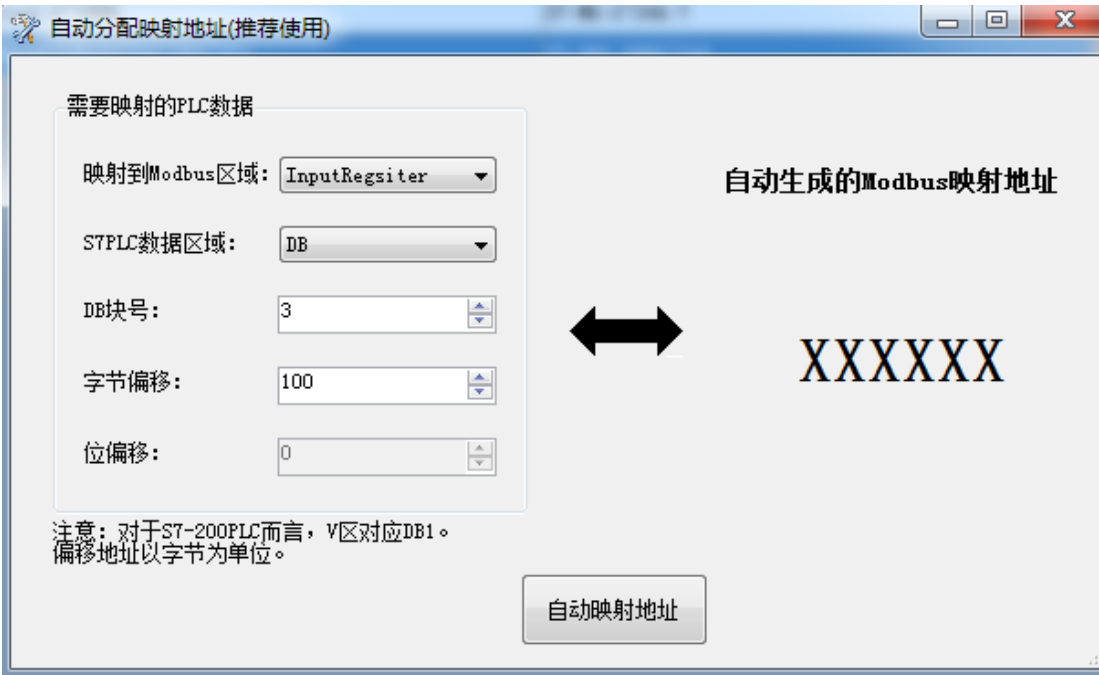 自动分配映射地址(推荐使用)
需要映射的PLC数据
映射到Modbus区域: InputRegsiter
S7PLC数据区域: DB
DB块号: 3
字节偏移: 100
位偏移: 0
自动生成的Modbus映射地址
XXXXXX
注意: 对于S7-200PLC而言，V区对应DB1。
偏移地址以字节为单位。
自动映射地址